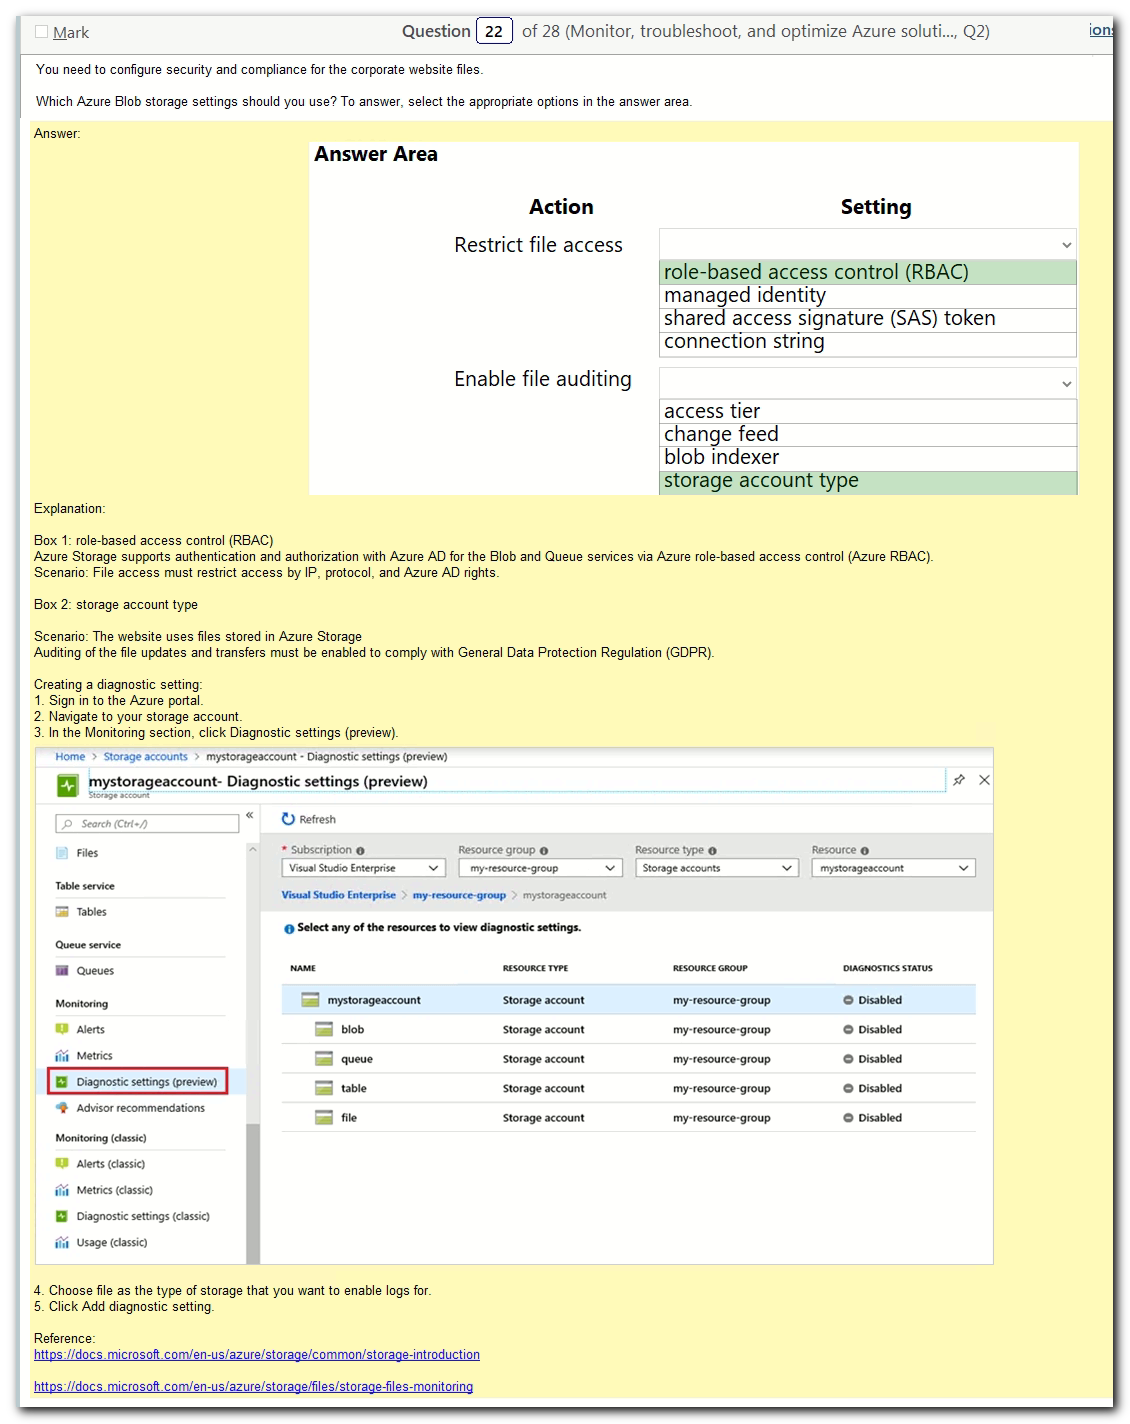 Mark
Question 22 of 28 (Monitor, troubleshoot, and optimize Azure soluti..., Q2)
You need to configure security and compliance for the corporate website files.
Which Azure Blob storage settings should you use? To answer, select the appropriate options in the answer area.
Answer:
Answer Area
Action Setting
Restrict file access
role-based access control (RBAC)
managed identity
shared access signature (SAS) token
connection string
Enable file auditing
access tier
change feed
blob indexer
storage account type
Explanation:
Box 1: role-based access control (RBAC)
Azure Storage supports authentication and authorization with Azure AD for the Blob and Queue services via Azure role-based access control (Azure RBAC).
Scenario: File access must restrict access by IP, protocol, and Azure AD rights.
Box 2: storage account type
Scenario: The website uses files stored in Azure Storage
Auditing of the file updates and transfers must be enabled to comply with General Data Protection Regulation (GDPR).
Creating a diagnostic setting:
1. Sign in to the Azure portal.
2. Navigate to your storage account.
3. In the Monitoring section, click Diagnostic settings (preview).
Home > Storage accounts > mystorageaccount - Diagnostic settings (preview)
mystorageaccount- Diagnostic settings (preview)
Storage account
Search (Ctrl+/)
Files
Table service
Tables
Queue service
Queues
Monitoring
Alerts
Metrics
Diagnostic settings (preview)
Advisor recommendations
Monitoring (classic)
Alerts (classic)
Metrics (classic)
Diagnostic settings (classic)
Usage (classic)
Refresh
* Subscription Resource group Resource type Resource
Visual Studio Enterprise my-resource-group Storage accounts mystorageaccount
Visual Studio Enterprise > my-resource-group > mystorageaccount
Select any of the resources to view diagnostic settings.
NAME RESOURCE TYPE RESOURCE GROUP DIAGNOSTICS STATUS
mystorageaccount Storage account my-resource-group Disabled
blob Storage account my-resource-group Disabled
queue Storage account my-resource-group Disabled
table Storage account my-resource-group Disabled
file Storage account my-resource-group Disabled
4. Choose file as the type of storage that you want to enable logs for.
5. Click Add diagnostic setting.
Reference:
https://docs.microsoft.com/en-us/azure/storage/common/storage-introduction
https://docs.microsoft.com/en-us/azure/storage/files/storage-files-monitoring